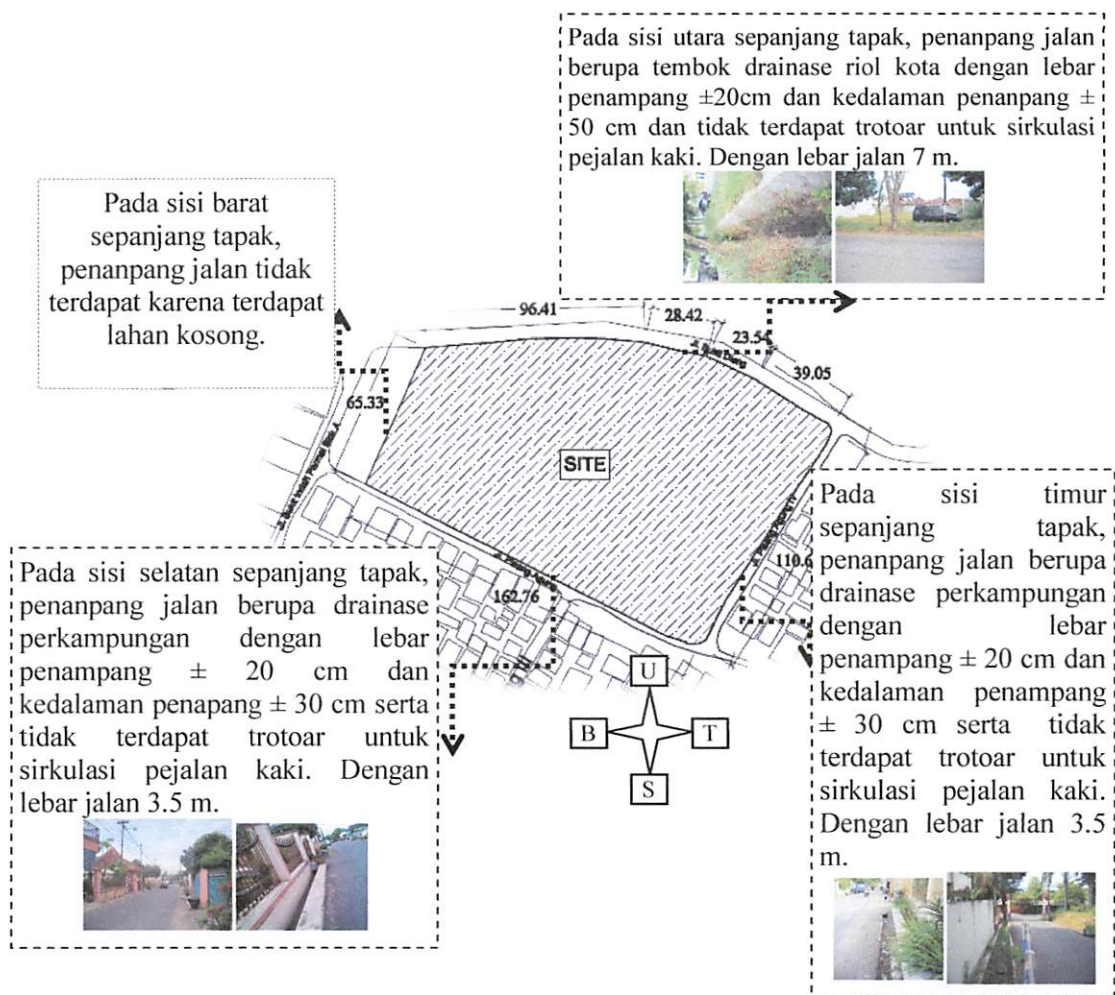 Pada sisi utara sepanjang tapak, penanpang jalan
berupa tembok drainase riol kota dengan lebar
penampang ±20cm dan kedalaman penanpang ±
50 cm dan tidak terdapat trotoar untuk sirkulasi
pejalan kaki. Dengan lebar jalan 7 m.
Pada sisi barat
sepanjang tapak,
penanpang jalan tidak
terdapat karena terdapat
lahan kosong.
96.41
28.42
23.54
39.05
65.33
SITE
110.6
162.76
Pada sisi selatan sepanjang tapak,
penanpang jalan berupa drainase
perkampungan dengan lebar
penampang ± 20 cm dan
kedalaman penapang ± 30 cm serta
tidak terdapat trotoar untuk
sirkulasi pejalan kaki. Dengan
lebar jalan 3.5 m.
Pada sisi timur
sepanjang tapak,
penanpang jalan berupa
drainase perkampungan
dengan lebar
penampang ± 20 cm dan
kedalaman penampang
± 30 cm serta tidak
terdapat trotoar untuk
sirkulasi pejalan kaki.
Dengan lebar jalan 3.5
m.
U
B
T
S